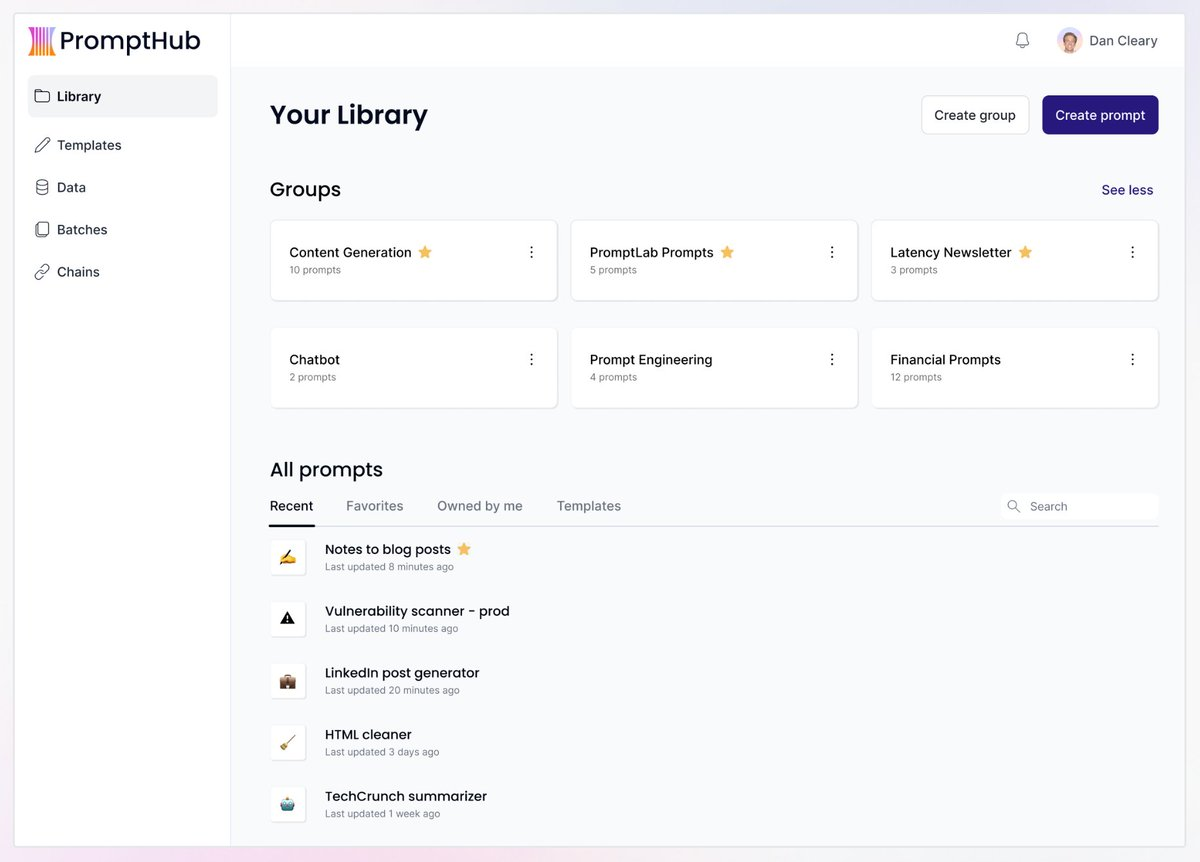 PromptHub
Dan Cleary
Library
Templates
Data
Batches
Chains
Your Library
Create group
Create prompt
Groups
See less
Content Generation
10 prompts
PromptLab Prompts
5 prompts
Latency Newsletter
3 prompts
Chatbot
2 prompts
Prompt Engineering
4 prompts
Financial Prompts
12 prompts
All prompts
Recent
Favorites
Owned by me
Templates
Search
Notes to blog posts
Last updated 8 minutes ago
Vulnerability scanner - prod
Last updated 10 minutes ago
LinkedIn post generator
Last updated 20 minutes ago
HTML cleaner
Last updated 3 days ago
TechCrunch summarizer
Last updated 1 week ago